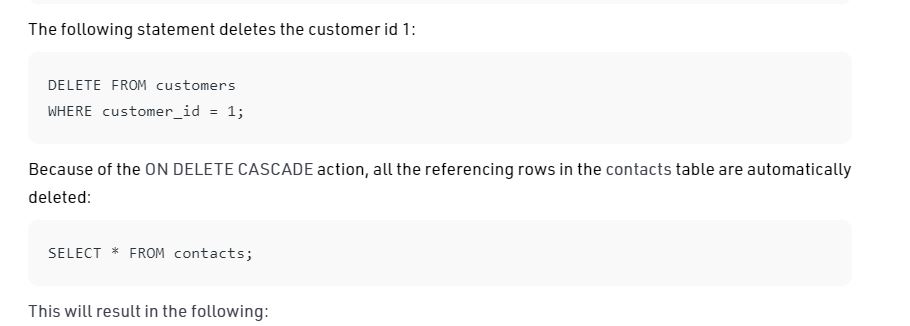 The following statement deletes the customer id 1:
DELETE FROM customers
WHERE customer_id = 1;
Because of the ON DELETE CASCADE action, all the referencing rows in the contacts table are automatically
deleted:
SELECT * FROM contacts;
This will result in the following: